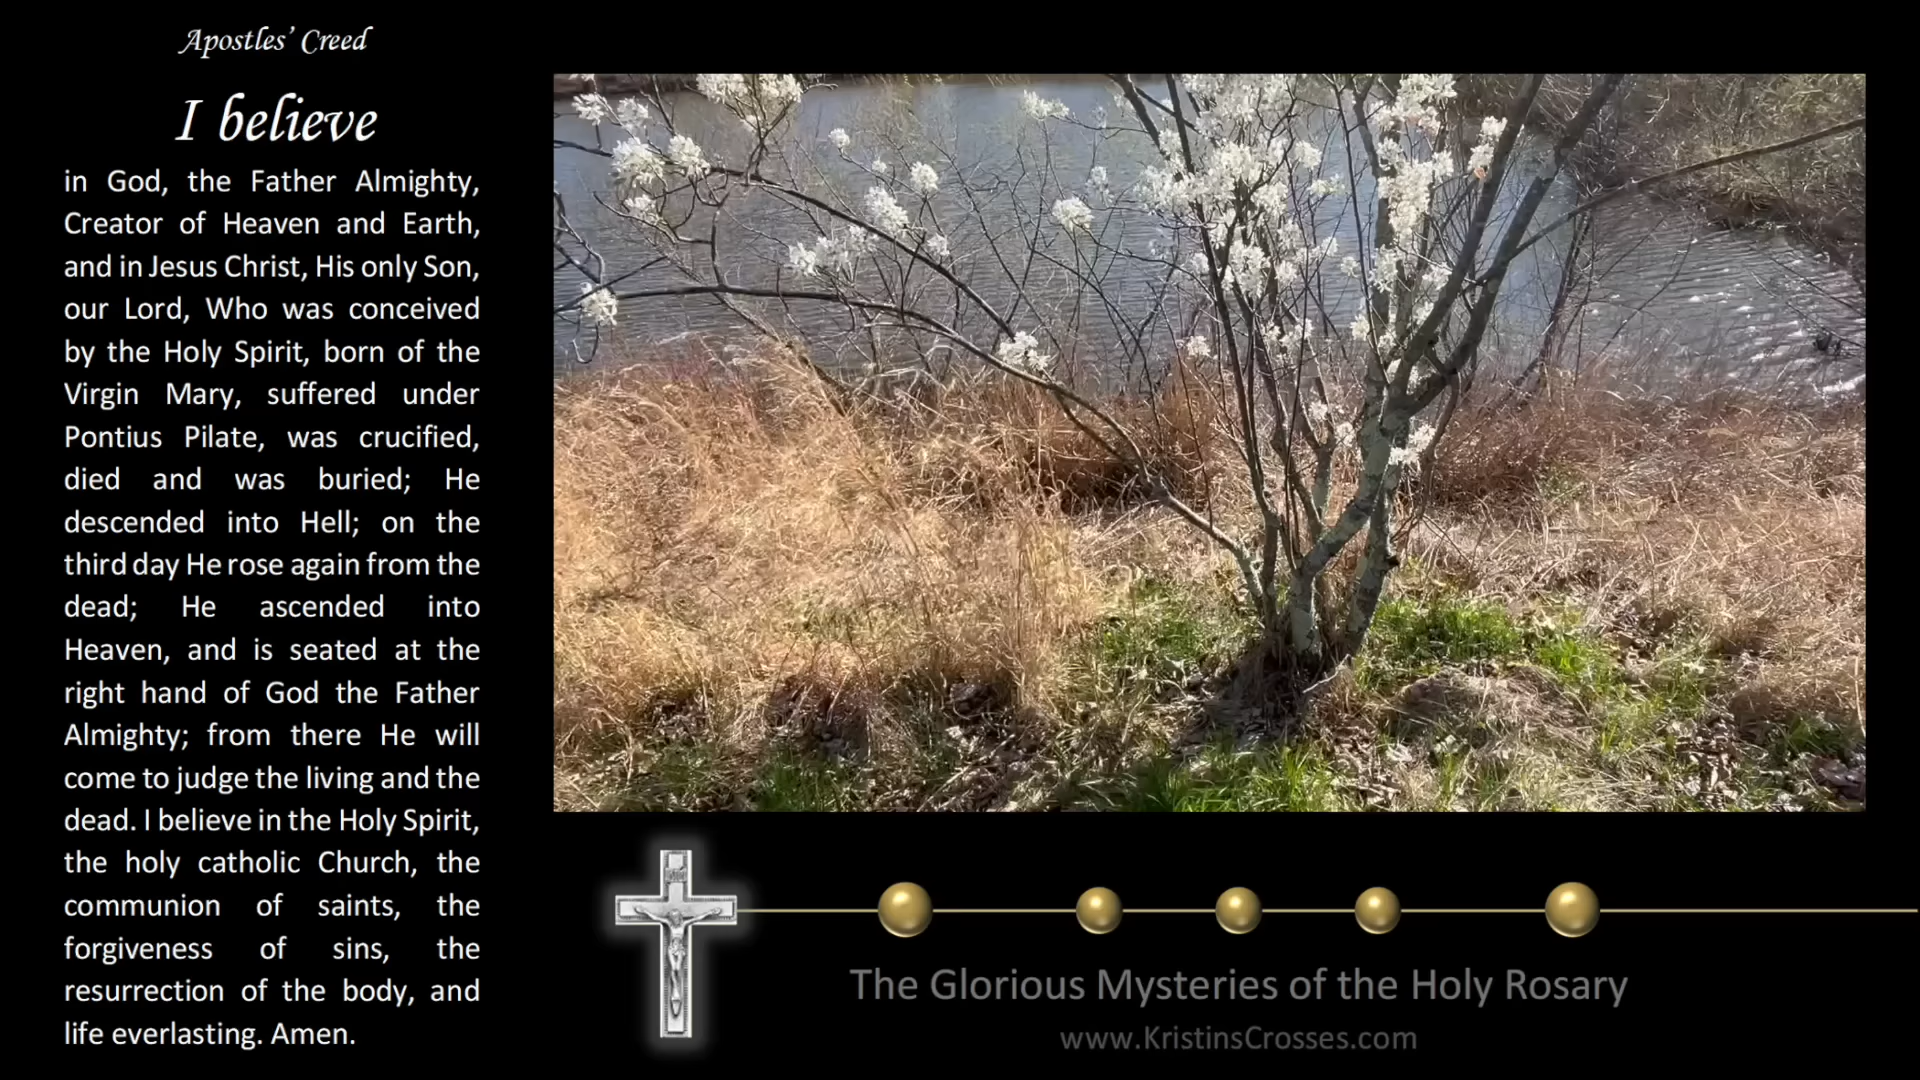 Apostles’ Creed
I believe
in God, the Father Almighty,
Creator of Heaven and Earth,
and in Jesus Christ, His only Son,
our Lord, Who was conceived
by the Holy Spirit, born of the
Virgin Mary, suffered under
Pontius Pilate, was crucified,
died and was buried; He
descended into Hell; on the
third day He rose again from the
dead; He ascended into
Heaven, and is seated at the
right hand of God the Father
Almighty; from there He will
come to judge the living and the
dead. I believe in the Holy Spirit,
the holy catholic Church, the
communion of saints, the
forgiveness of sins, the
resurrection of the body, and
life everlasting. Amen.
The Glorious Mysteries of the Holy Rosary
www.KristinsCrosses.com